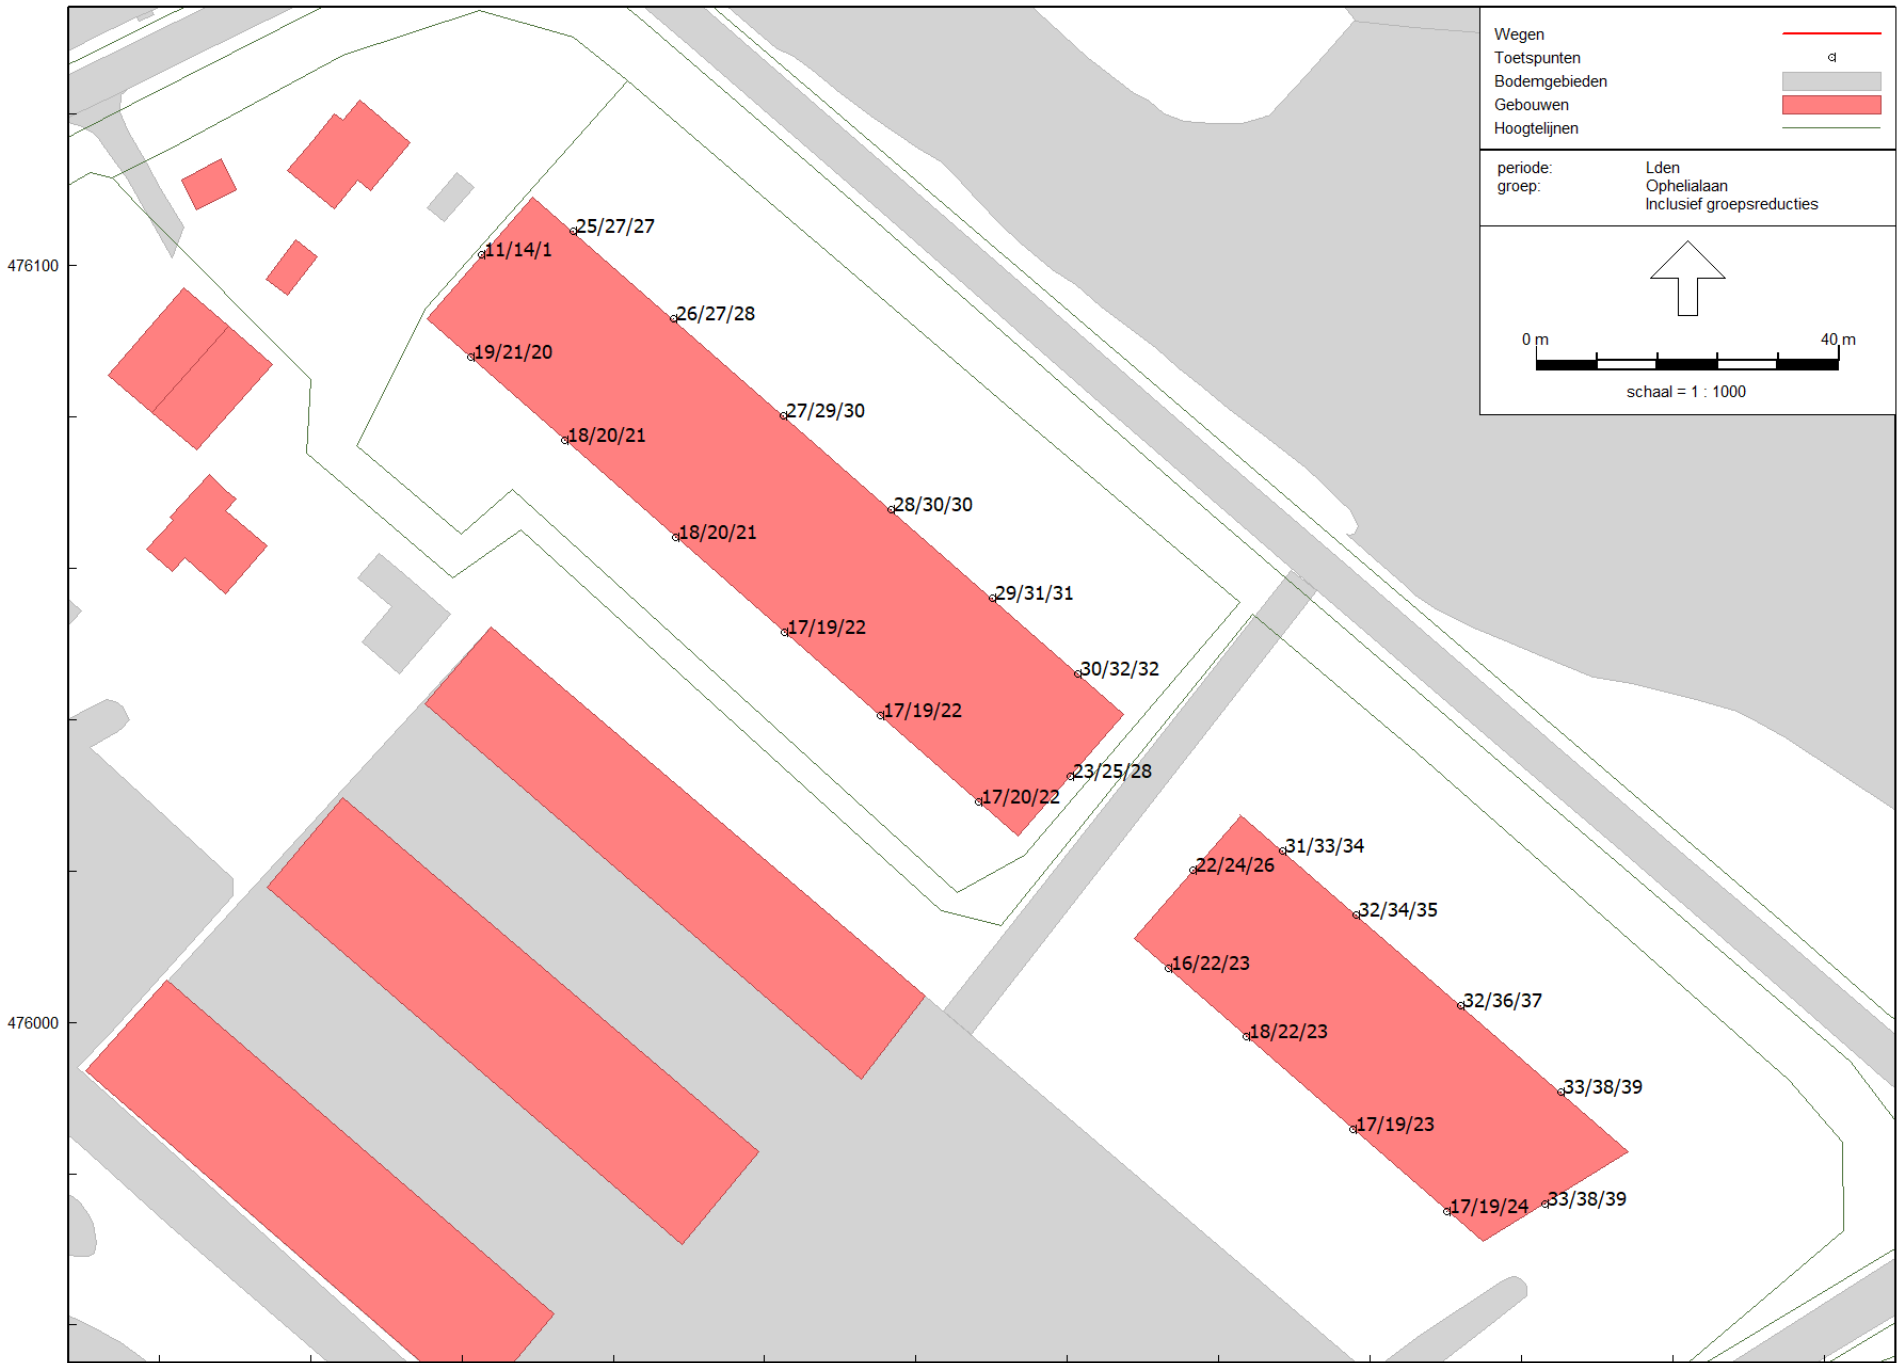 Wegen
Toetspunten
Bodemgebieden
Gebouwen
Hoogtelijnen
periode: Lden
groep: Ophelialaan
Inclusief groepsreducties
0 m 40 m
schaal = 1 : 1000
476100
476000
25/27/27
11/14/1
26/27/28
19/21/20
27/29/30
18/20/21
28/30/30
18/20/21
29/31/31
17/19/22
30/32/32
17/19/22
23/25/28
17/20/22
31/33/34
22/24/26
32/34/35
16/22/23
32/36/37
18/22/23
33/38/39
17/19/23
33/38/39
17/19/24